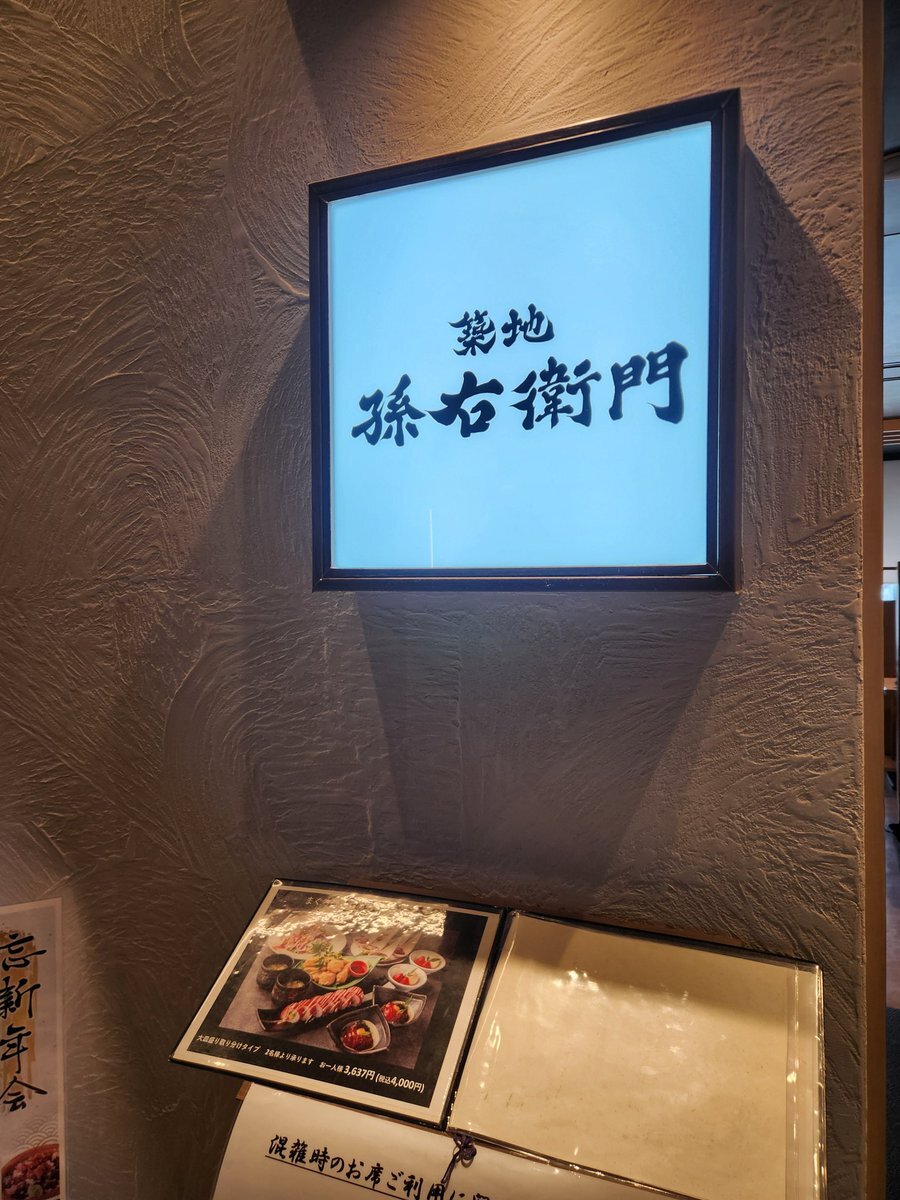 築地
孫右衛門
まぐ
大皿盛り取り分けタイプ 2名様より承ります お一人様 3,637円(税込4,000円)
混雑時のお席ご利用に
忘新年会